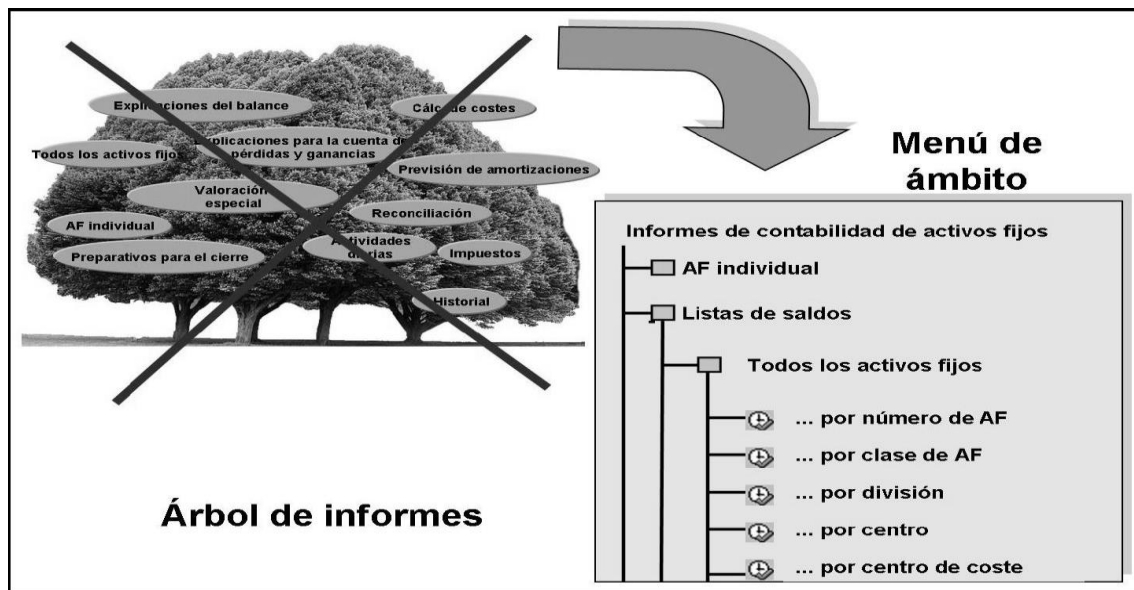 Explicaciones del balance
Cálc. de costes
Explicaciones para la cuenta de
pérdidas y ganancias
Todos los activos fijos
Previsión de amortizaciones
Valoración
especial
Reconciliación
AF individual
Actividades
diarias
Impuestos
Preparativos para el cierre
Historial
Árbol de informes
Menú de
ámbito
Informes de contabilidad de activos fijos
AF individual
Listas de saldos
Todos los activos fijos
... por número de AF
... por clase de AF
... por división
... por centro
... por centro de coste